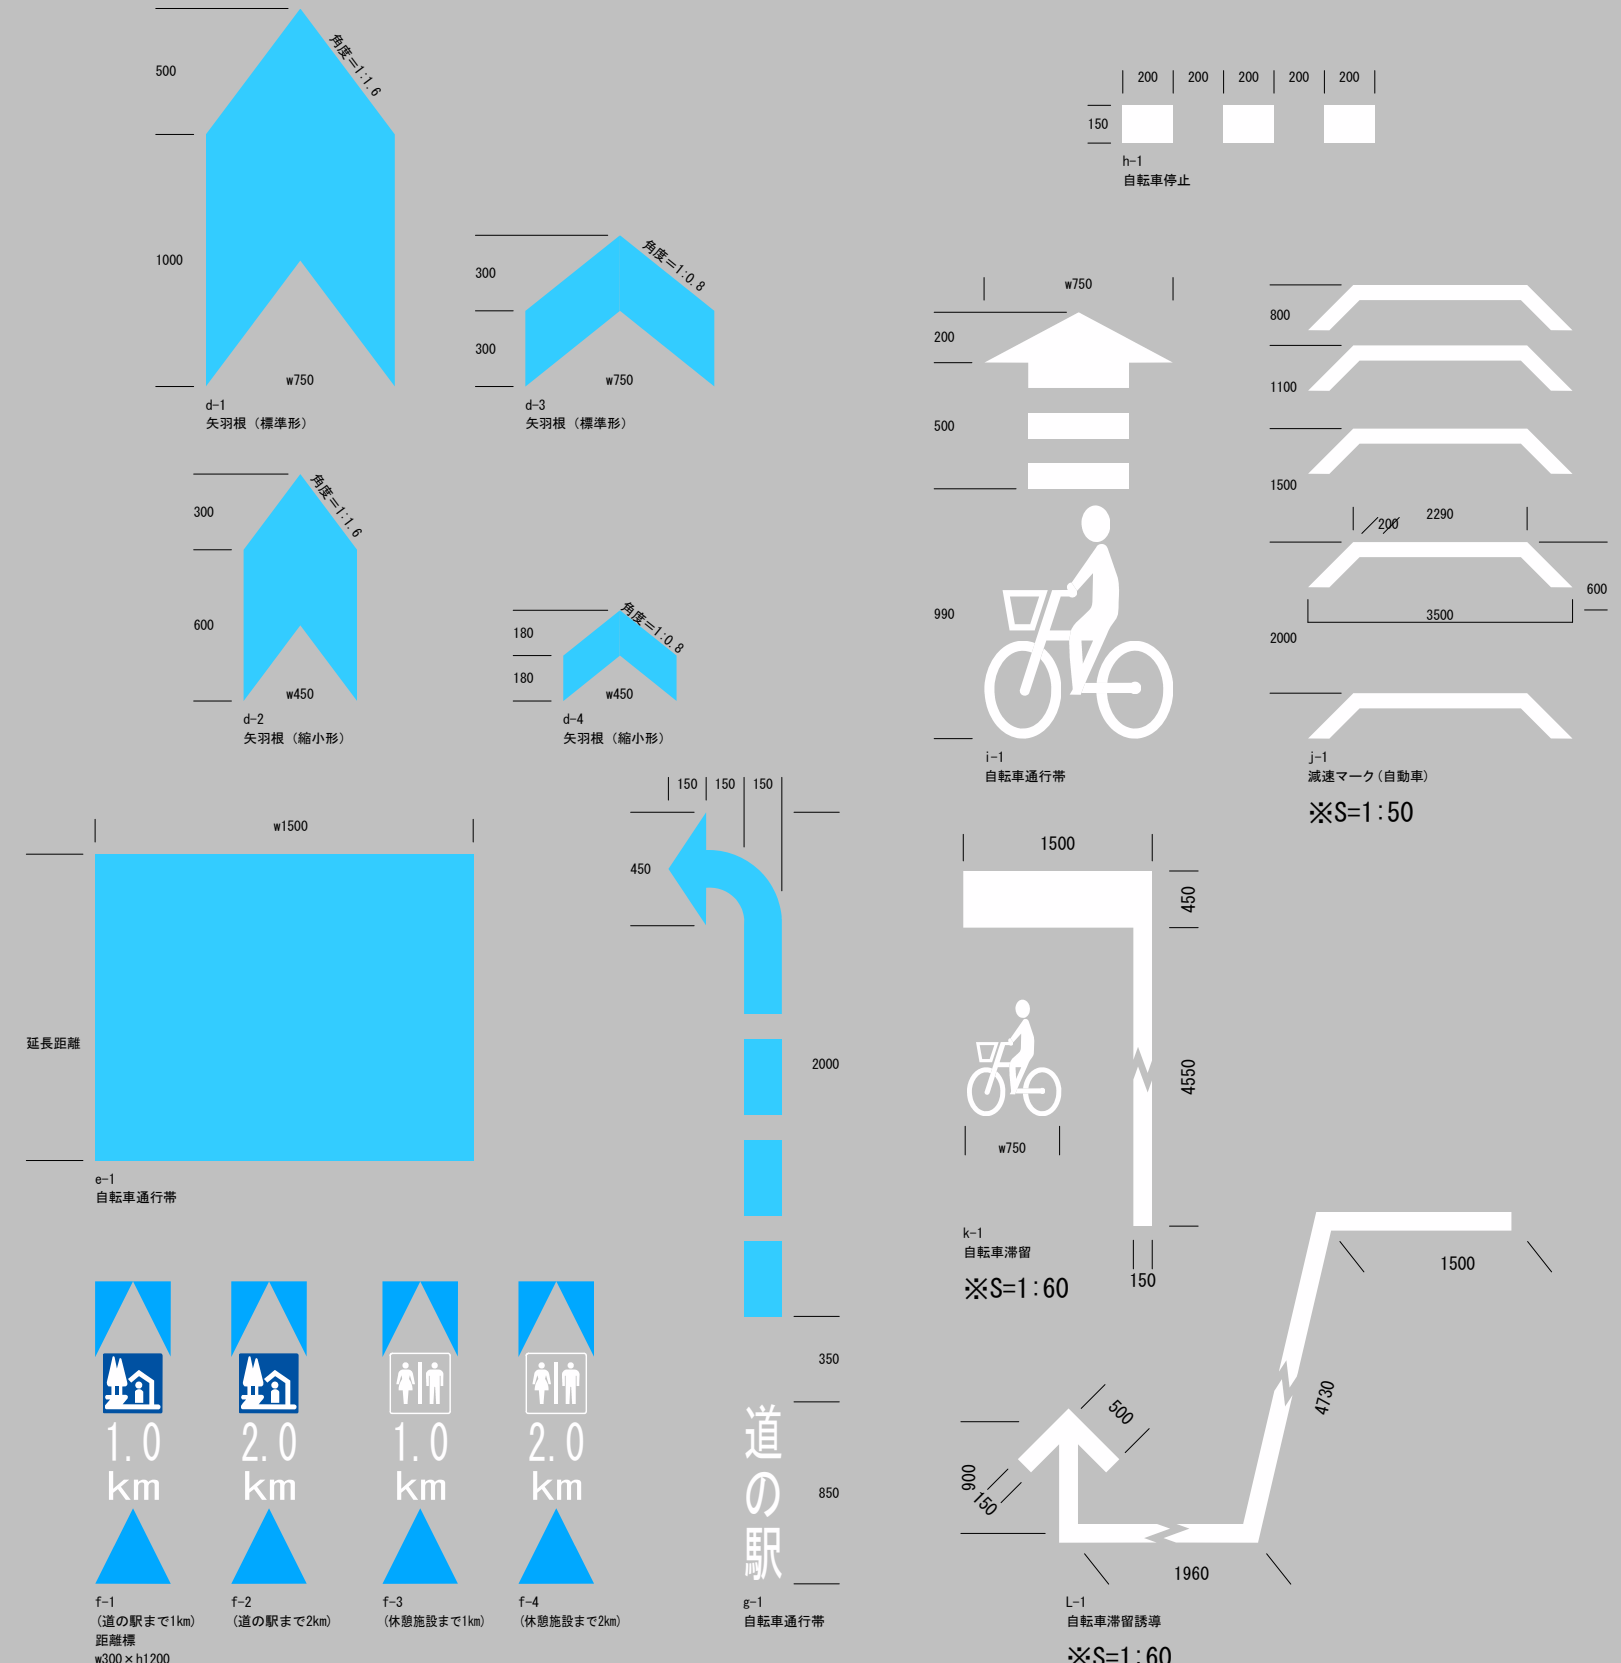 500
角度=1:1.6
1000
w750
d-1
矢羽根（標準形）
300
角度=1:0.8
300
w750
d-3
矢羽根（標準形）
300
角度=1:1.6
600
w450
d-2
矢羽根（縮小形）
180
角度=1:0.8
180
w450
d-4
矢羽根（縮小形）
w1500
延長距離
e-1
自転車通行帯
150 150 150
450
2000
350
850
道の駅
g-1
自転車通行帯
1.0
km
f-1
(道の駅まで1km)
距離標
w300×h1200
2.0
km
f-2
(道の駅まで2km)
1.0
km
f-3
(休憩施設まで1km)
2.0
km
f-4
(休憩施設まで2km)
200 200 200 200 200
150
h-1
自転車停止
w750
200
500
990
i-1
自転車通行帯
800
1100
1500
200
2290
600
3500
2000
j-1
減速マーク(自動車)
※S=1:50
1500
450
4550
w750
k-1
自転車滞留
※S=1:60
150
1500
4730
500
900
150
1960
L-1
自転車滞留誘導
※S=1:60